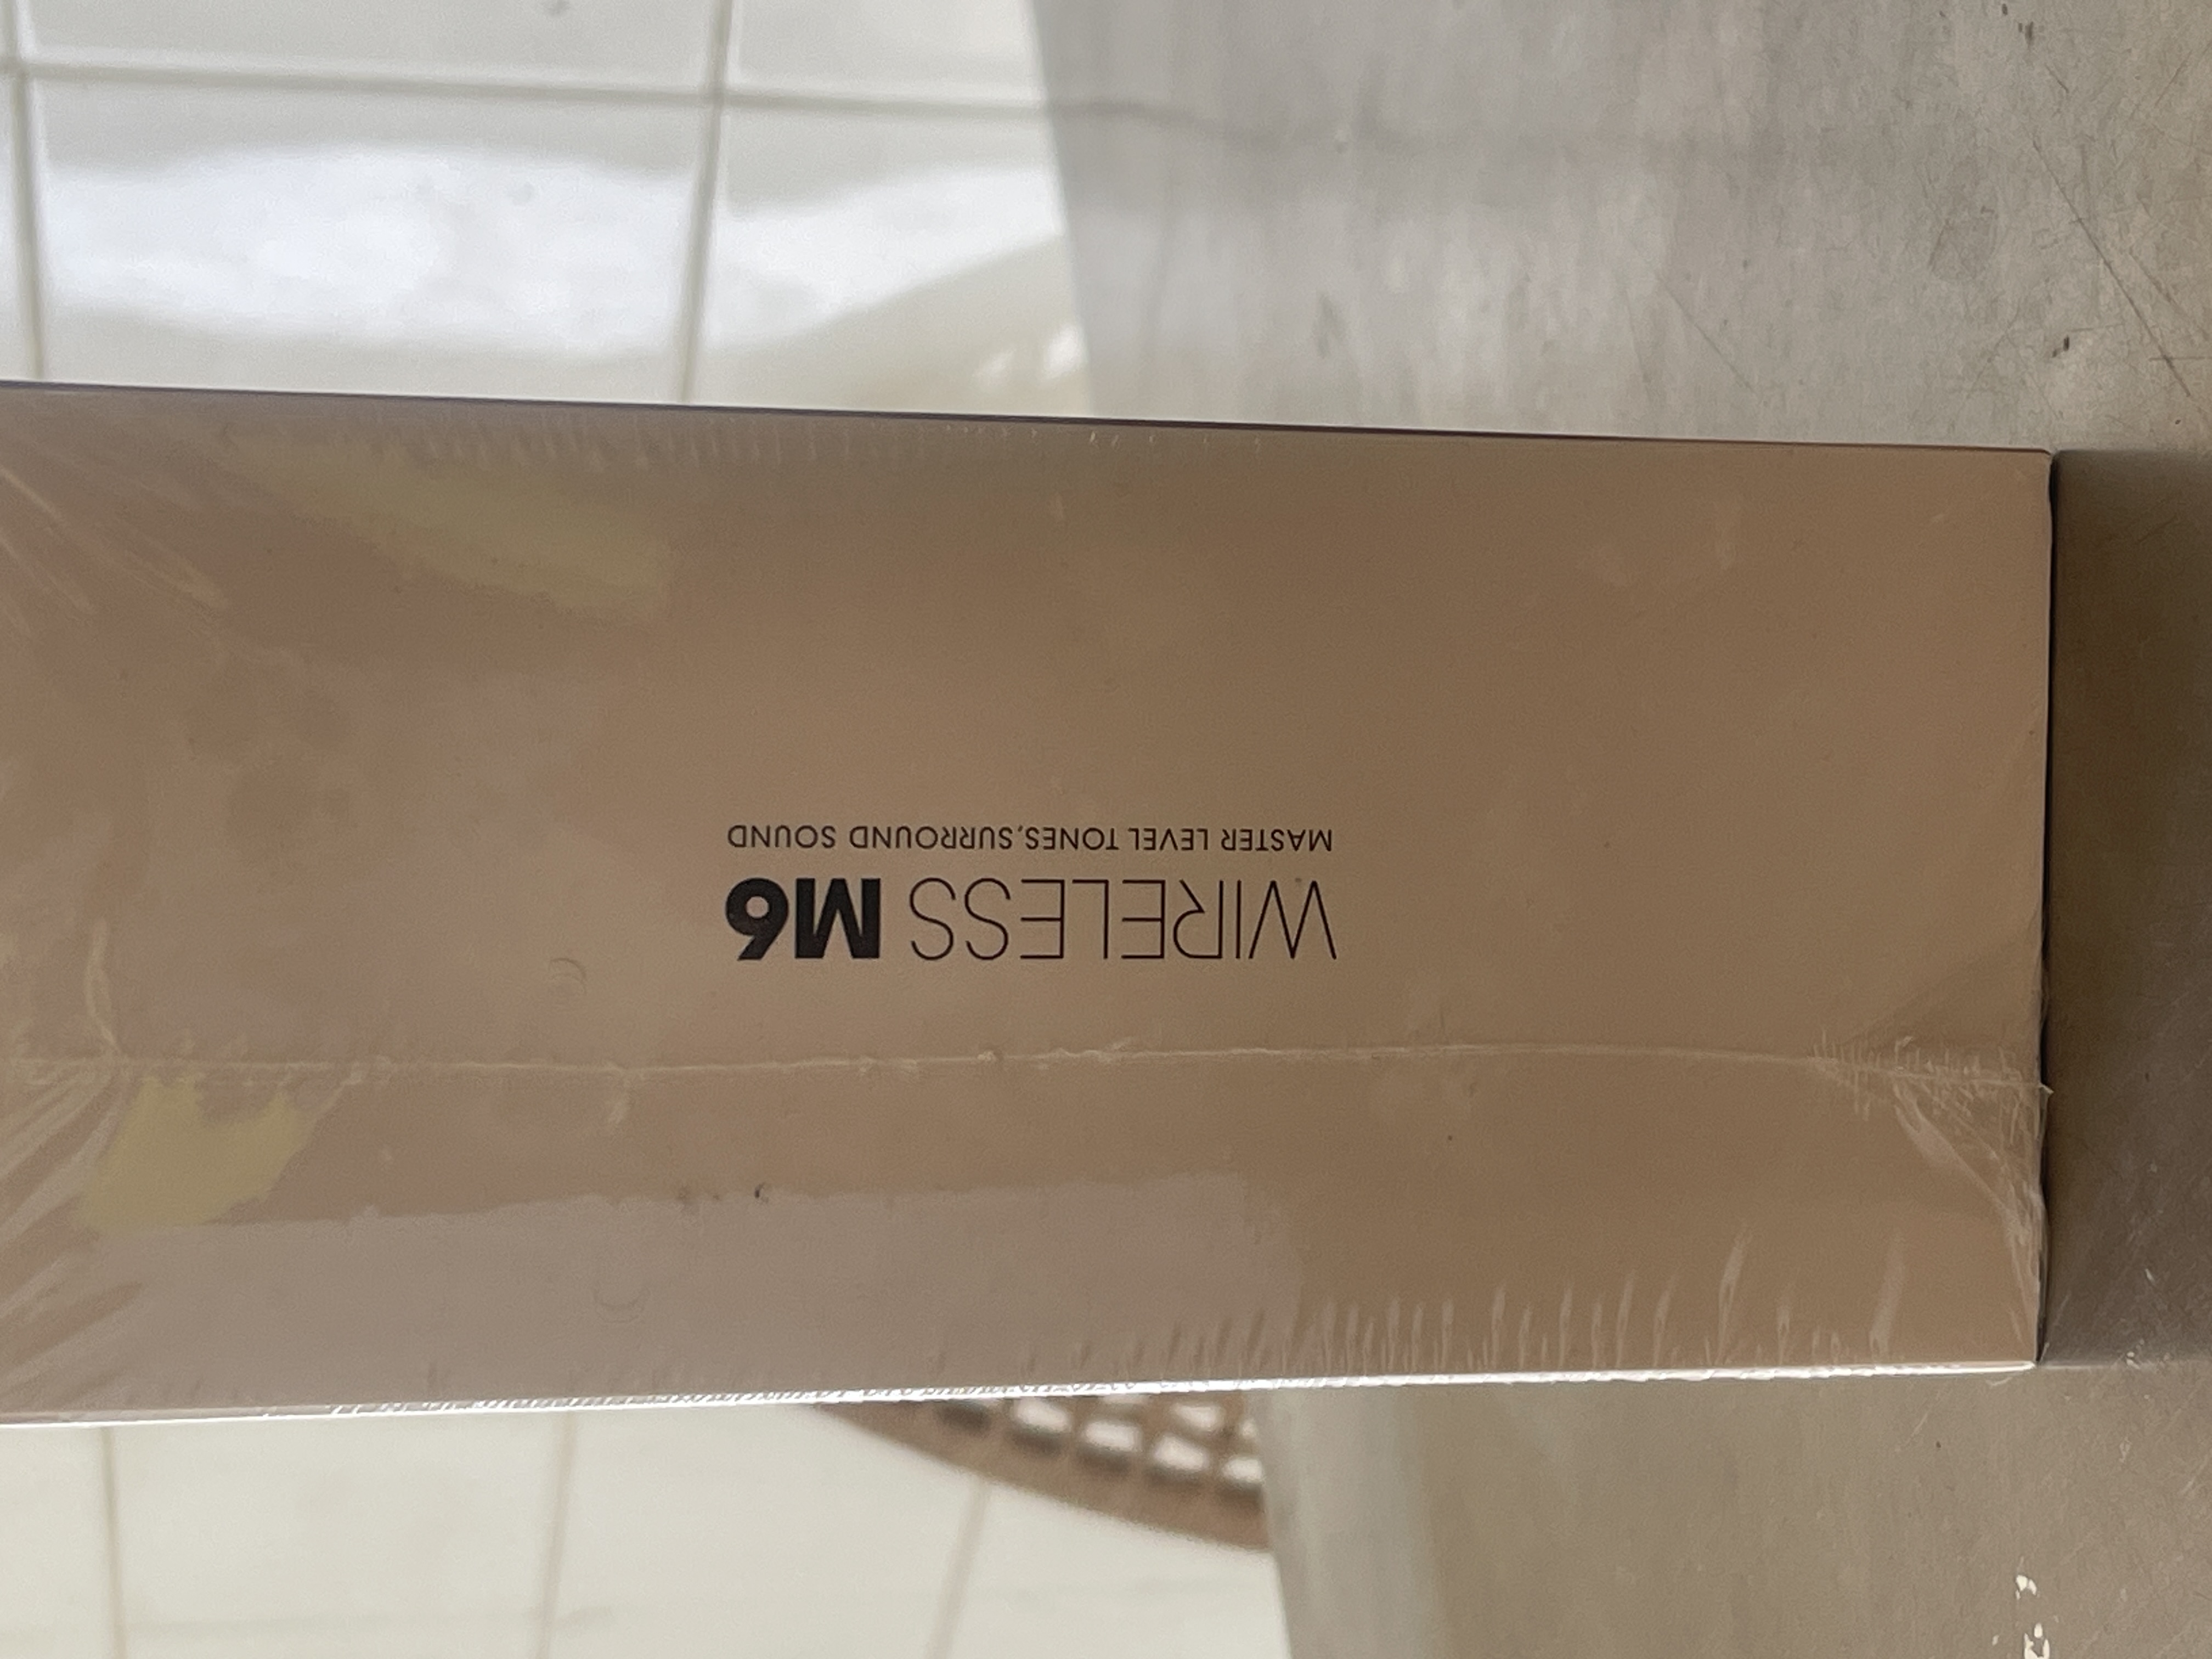 WIRELESS M6
MASTER LEVEL TONES,SURROUND SOUND